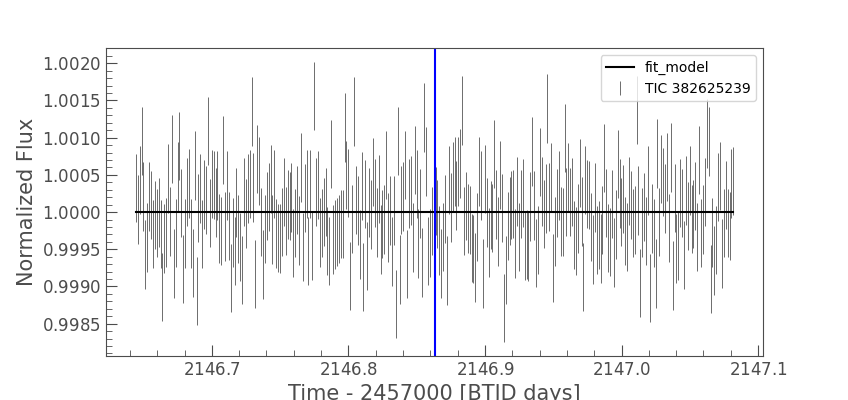 1.0020
1.0015
1.0010
1.0005
1.0000
0.9995
0.9990
0.9985
Normalized Flux
fit_model
TIC 382625239
2146.7 2146.8 2146.9 2147.0 2147.1
Time - 2457000 [BTJD days]